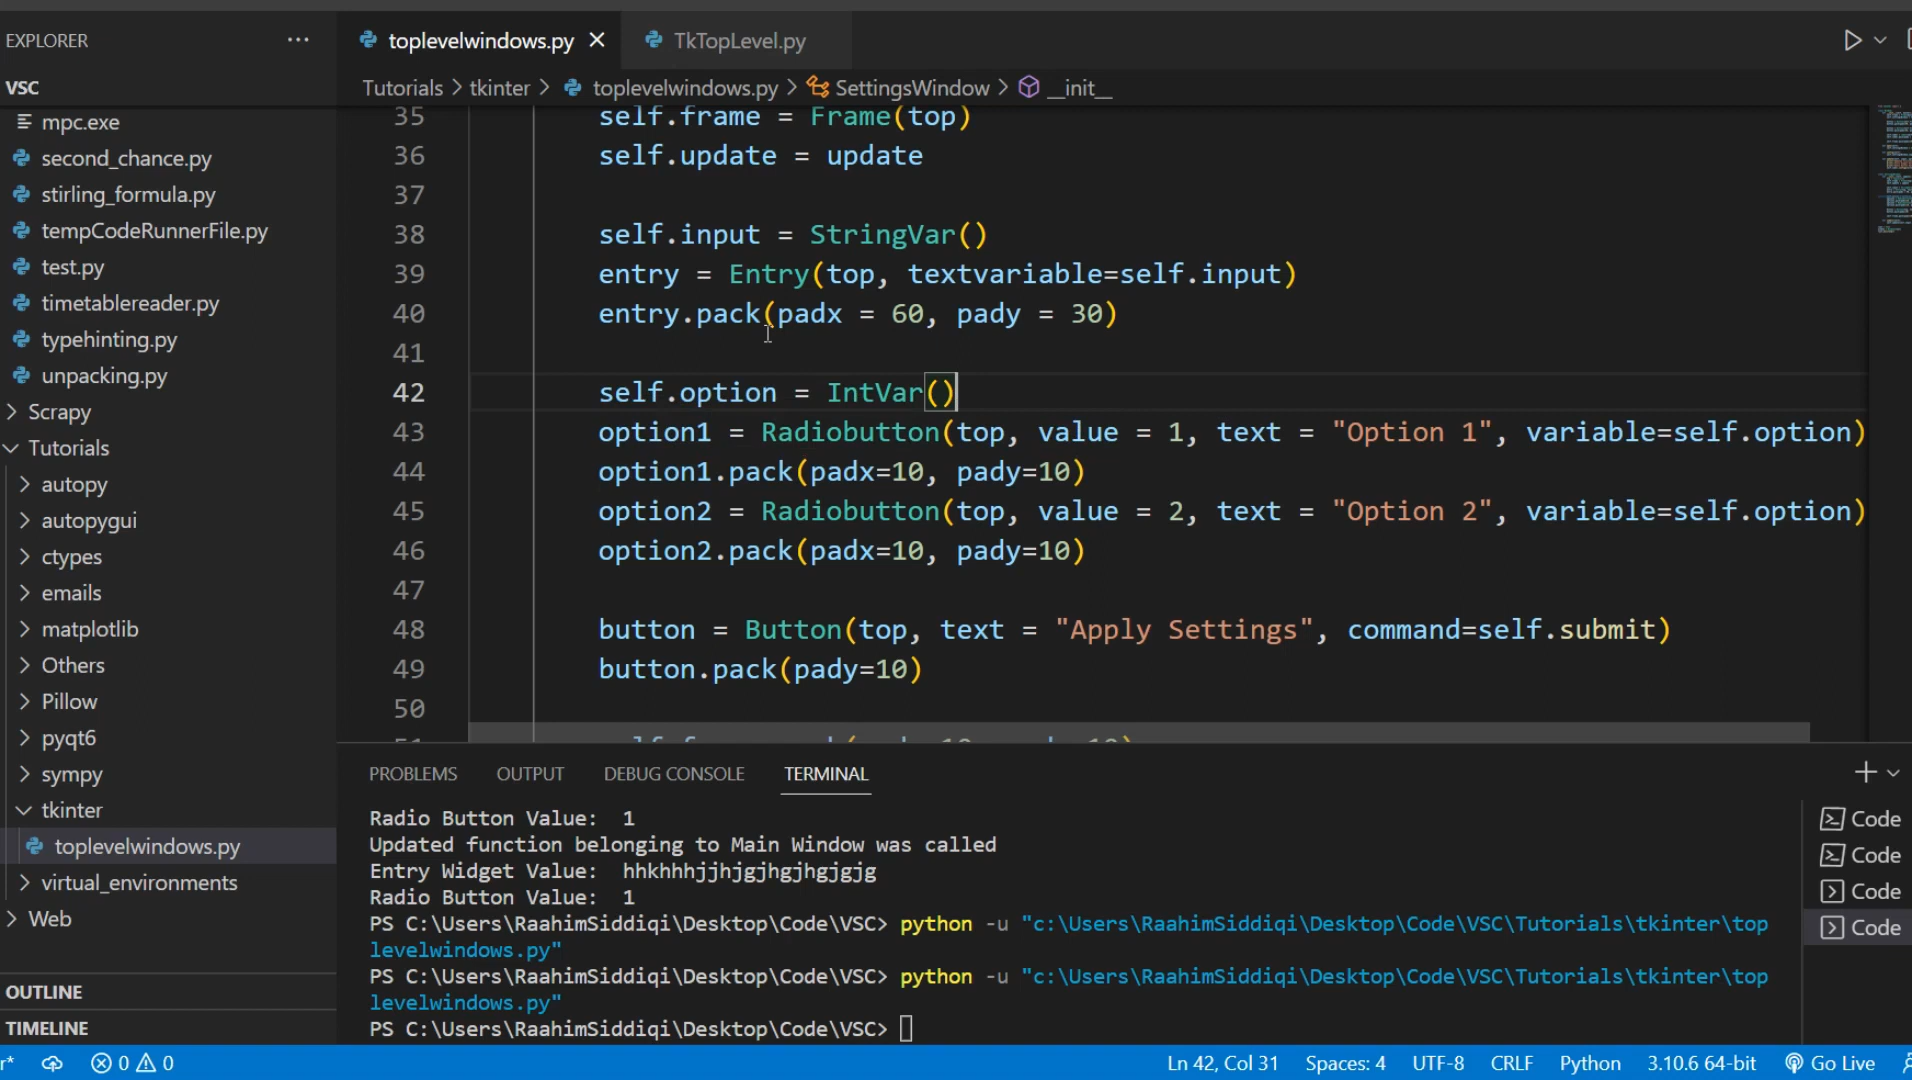 EXPLORER
VSC
mpc.exe
second_chance.py
stirling_formula.py
tempCodeRunnerFile.py
test.py
timetablereader.py
typehinting.py
unpacking.py
Scrapy
Tutorials
autopy
autopygui
ctypes
emails
matplotlib
Others
Pillow
pyqt6
sympy
tkinter
toplevelwindows.py
virtual_environments
Web
OUTLINE
TIMELINE
toplevelwindows.py
TkTopLevel.py
Tutorials > tkinter > toplevelwindows.py > SettingsWindow > __init__
35 self.frame = Frame(top)
36 self.update = update
37
38 self.input = StringVar()
39 entry = Entry(top, textvariable=self.input)
40 entry.pack(padx = 60, pady = 30)
41
42 self.option = IntVar()
43 option1 = Radiobutton(top, value = 1, text = "Option 1", variable=self.option)
44 option1.pack(padx=10, pady=10)
45 option2 = Radiobutton(top, value = 2, text = "Option 2", variable=self.option)
46 option2.pack(padx=10, pady=10)
47
48 button = Button(top, text = "Apply Settings", command=self.submit)
49 button.pack(pady=10)
50
PROBLEMS OUTPUT DEBUG CONSOLE TERMINAL
Radio Button Value:  1
Updated function belonging to Main Window was called
Entry Widget Value:  hhkhhhjjhjgjhgjhgjgjg
Radio Button Value:  1
PS C:\Users\RaahimSiddiqi\Desktop\Code\VSC> python -u "c:\Users\RaahimSiddiqi\Desktop\Code\VSC\Tutorials\tkinter\top
levelwindows.py"
PS C:\Users\RaahimSiddiqi\Desktop\Code\VSC> python -u "c:\Users\RaahimSiddiqi\Desktop\Code\VSC\Tutorials\tkinter\top
levelwindows.py"
PS C:\Users\RaahimSiddiqi\Desktop\Code\VSC>
Code
Code
Code
Code
r* 0 0 Ln 42, Col 31 Spaces: 4 UTF-8 CRLF Python 3.10.6 64-bit Go Live